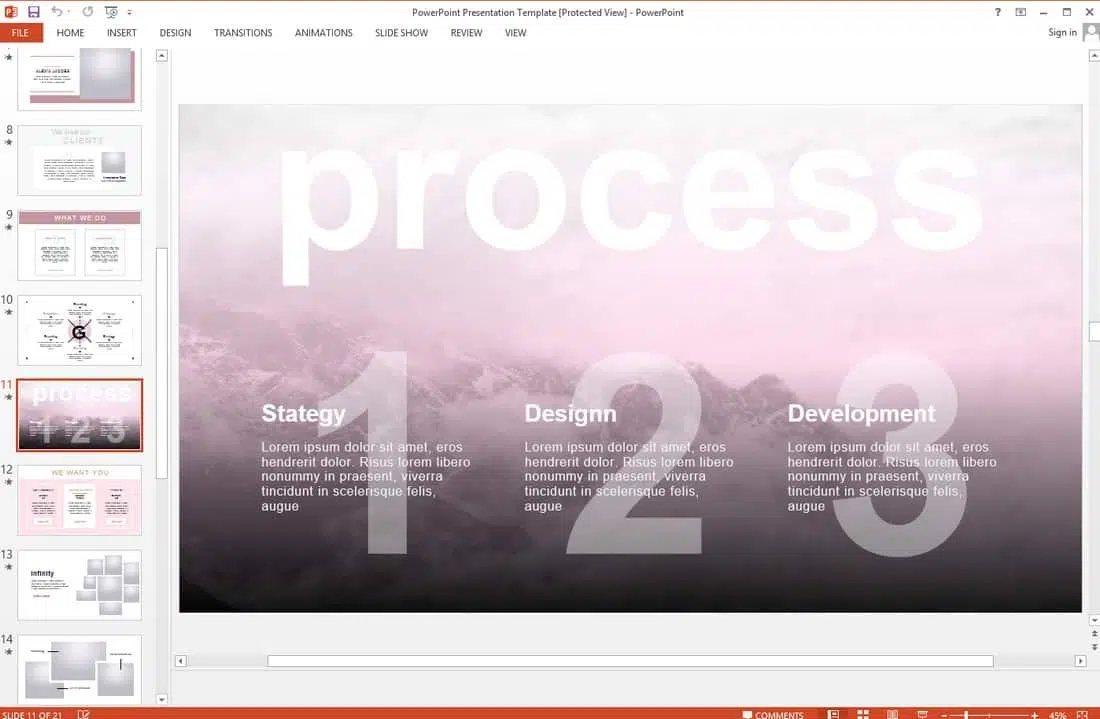 PowerPoint Presentation Template [Protected View] - PowerPoint
?
FILE HOME INSERT DESIGN TRANSITIONS ANIMATIONS SLIDE SHOW REVIEW VIEW
Sign in
8
CLIENTS
9
WHAT WE DO
10
G
11
process
1 2 3
12
WE WANT YOU
13
Infinity
14
process
1 2 3
Stategy
Lorem ipsum dolor sit amet, eros
hendrerit dolor. Risus lorem libero
nonummy in praesent, viverra
tincidunt in scelerisque felis,
augue
Designn
Lorem ipsum dolor sit amet, eros
hendrerit dolor. Risus lorem libero
nonummy in praesent, viverra
tincidunt in scelerisque felis,
augue
Development
Lorem ipsum dolor sit amet, eros
hendrerit dolor. Risus lorem libero
nonummy in praesent, viverra
tincidunt in scelerisque felis,
augue
SLIDE 11 OF 21
COMMENTS
45%